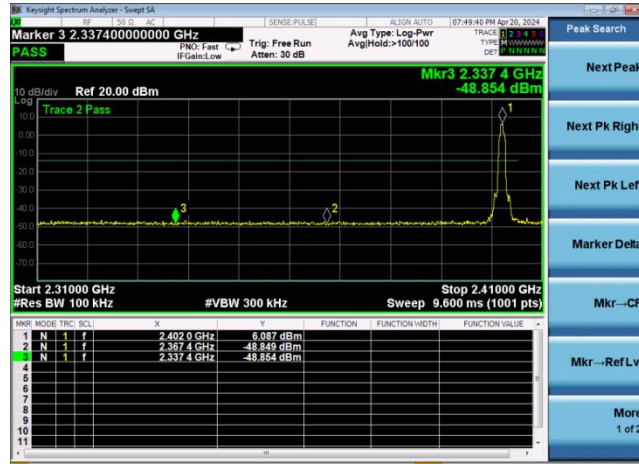 Keysight Spectrum Analyzer - Swept SA
RF 50 Ω AC SENSE:PULSE ALIGN AUTO 07:49:40 PM Apr 20, 2024
Marker 3 2.337400000000 GHz
PASS
PNO: Fast
IFGain:Low
Trig: Free Run
Atten: 30 dB
Avg Type: Log-Pwr
Avg|Hold:>100/100
TRACE 1 2 3 4 5 6
TYPE M WWWWW
DET P N N N N N
Peak Search
Mkr3 2.337 4 GHz
-48.854 dBm
10 dB/div Ref 20.00 dBm
Log
Trace 2 Pass
1
10.0
0.00
-10.0
-20.0
-30.0
-40.0
3 2
-50.0
-60.0
-70.0
Start 2.31000 GHz Stop 2.41000 GHz
#Res BW 100 kHz #VBW 300 kHz Sweep 9.600 ms (1001 pts)
MKR MODE TRC SCL X Y FUNCTION FUNCTION WIDTH FUNCTION VALUE
1 N 1 f 2.402 0 GHz 6.087 dBm
2 N 1 f 2.367 4 GHz -48.849 dBm
3 N 1 f 2.337 4 GHz -48.854 dBm
4
5
6
7
8
9
10
11
Next Peak
Next Pk Righ
Next Pk Lef
Marker Delta
Mkr→CF
Mkr→Ref Lv
More
1 of 2